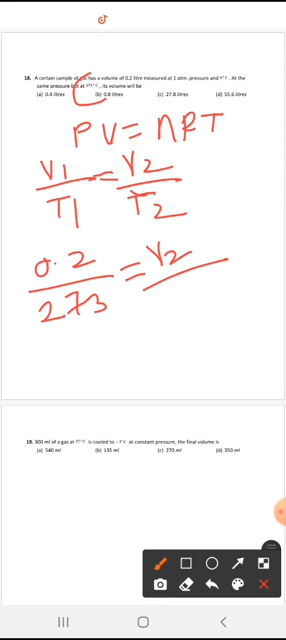 18. A certain sample of gas has a volume of 0.2 litre measured at 1 atm. pressure and 0°C. At the
same pressure but at 273°C, its volume will be
(a) 0.4 litres (b) 0.8 litres (c) 27.8 litres (d) 55.6 litres
PV = nRT
V1/T1 = V2/T2
0.2/273 = V2
19. 300 ml of a gas at 27°C is cooled to -3°C at constant pressure, the final volume is
(a) 540 ml (b) 135 ml (c) 270 ml (d) 350 ml